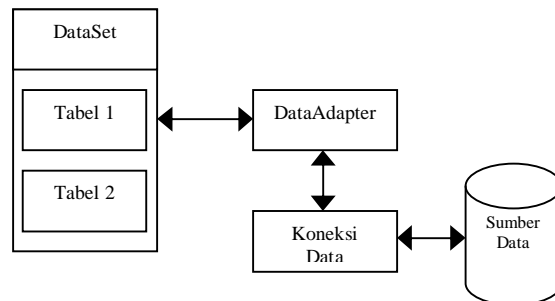 DataSet
Tabel 1
DataAdapter
Tabel 2
Koneksi
Data
Sumber
Data